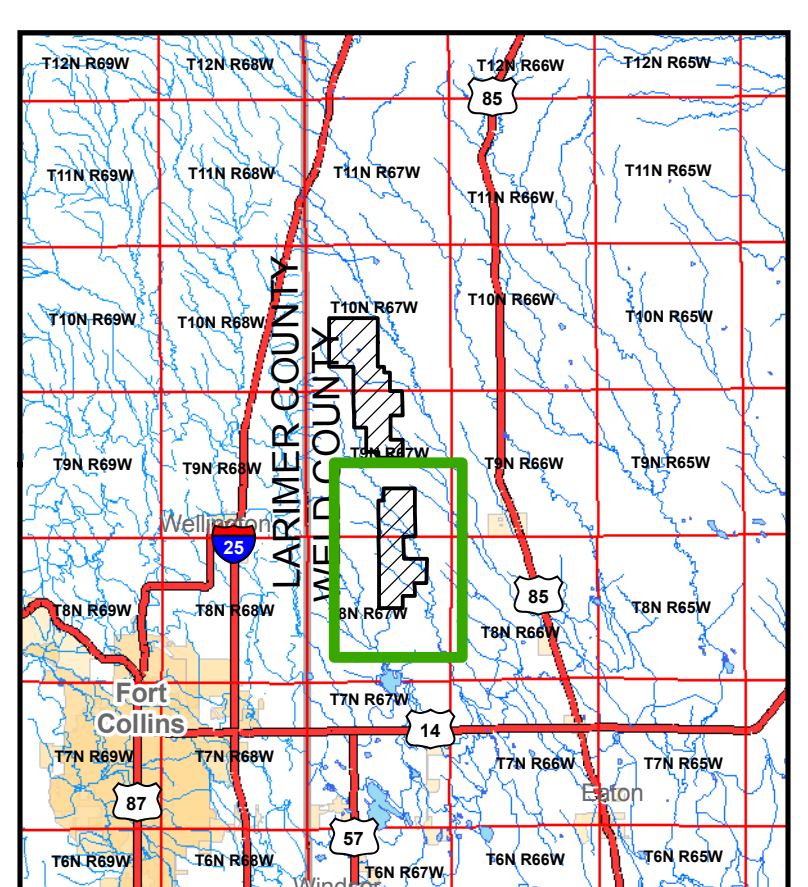 T12N R69W
T12N R68W
T12N R66W
T12N R65W
85
T11N R69W
T11N R68W
T11N R67W
T11N R66W
T11N R65W
T10N R69W
T10N R68W
T10N R67W
T10N R66W
T10N R65W
LARIMER COUNTY
WELD COUNTY
T9N R69W
T9N R68W
T9N R67W
T9N R66W
T9N R65W
Wellington
25
85
T8N R69W
T8N R68W
8N R67W
T8N R66W
T8N R65W
Fort
Collins
T7N R67W
14
T7N R69W
T7N R68W
T7N R66W
T7N R65W
87
Eaton
57
T6N R69W
T6N R68W
T6N R67W
T6N R66W
T6N R65W
Windsor